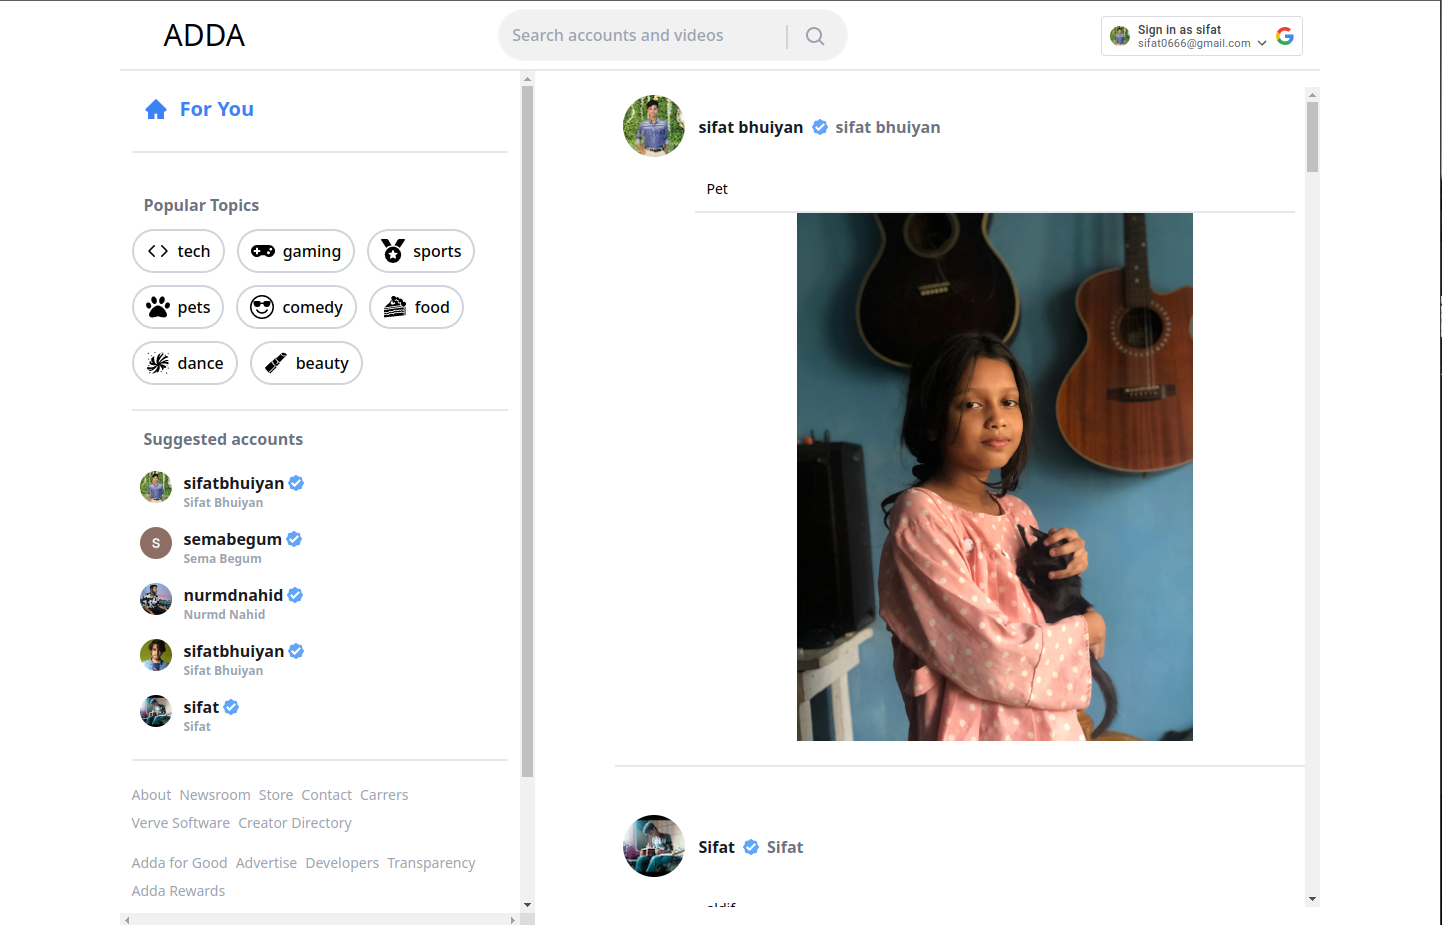 ADDA
Search accounts and videos
Sign in as sifat
sifat0666@gmail.com
For You
Popular Topics
tech
gaming
sports
pets
comedy
food
dance
beauty
Suggested accounts
sifatbhuiyan
Sifat Bhuiyan
S
semabegum
Sema Begum
nurmdnahid
Nurmd Nahid
sifatbhuiyan
Sifat Bhuiyan
sifat
Sifat
About Newsroom Store Contact Carrers
Verve Software Creator Directory
Adda for Good Advertise Developers Transparency
Adda Rewards
sifat bhuiyan sifat bhuiyan
Pet
Sifat Sifat